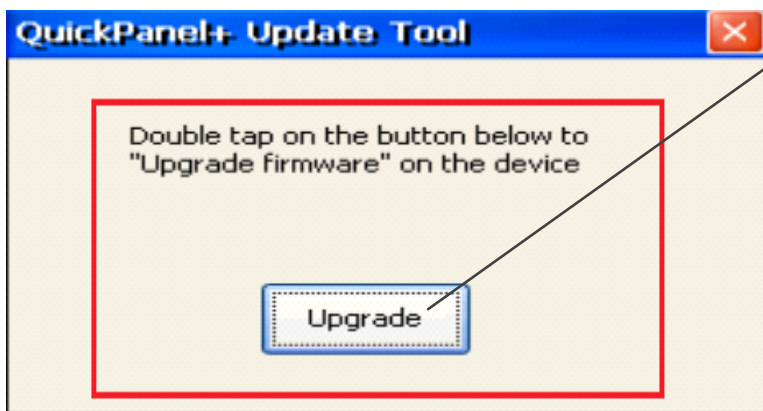 QuickPanel+ Update Tool
Double tap on the button below to
"Upgrade firmware" on the device
Upgrade